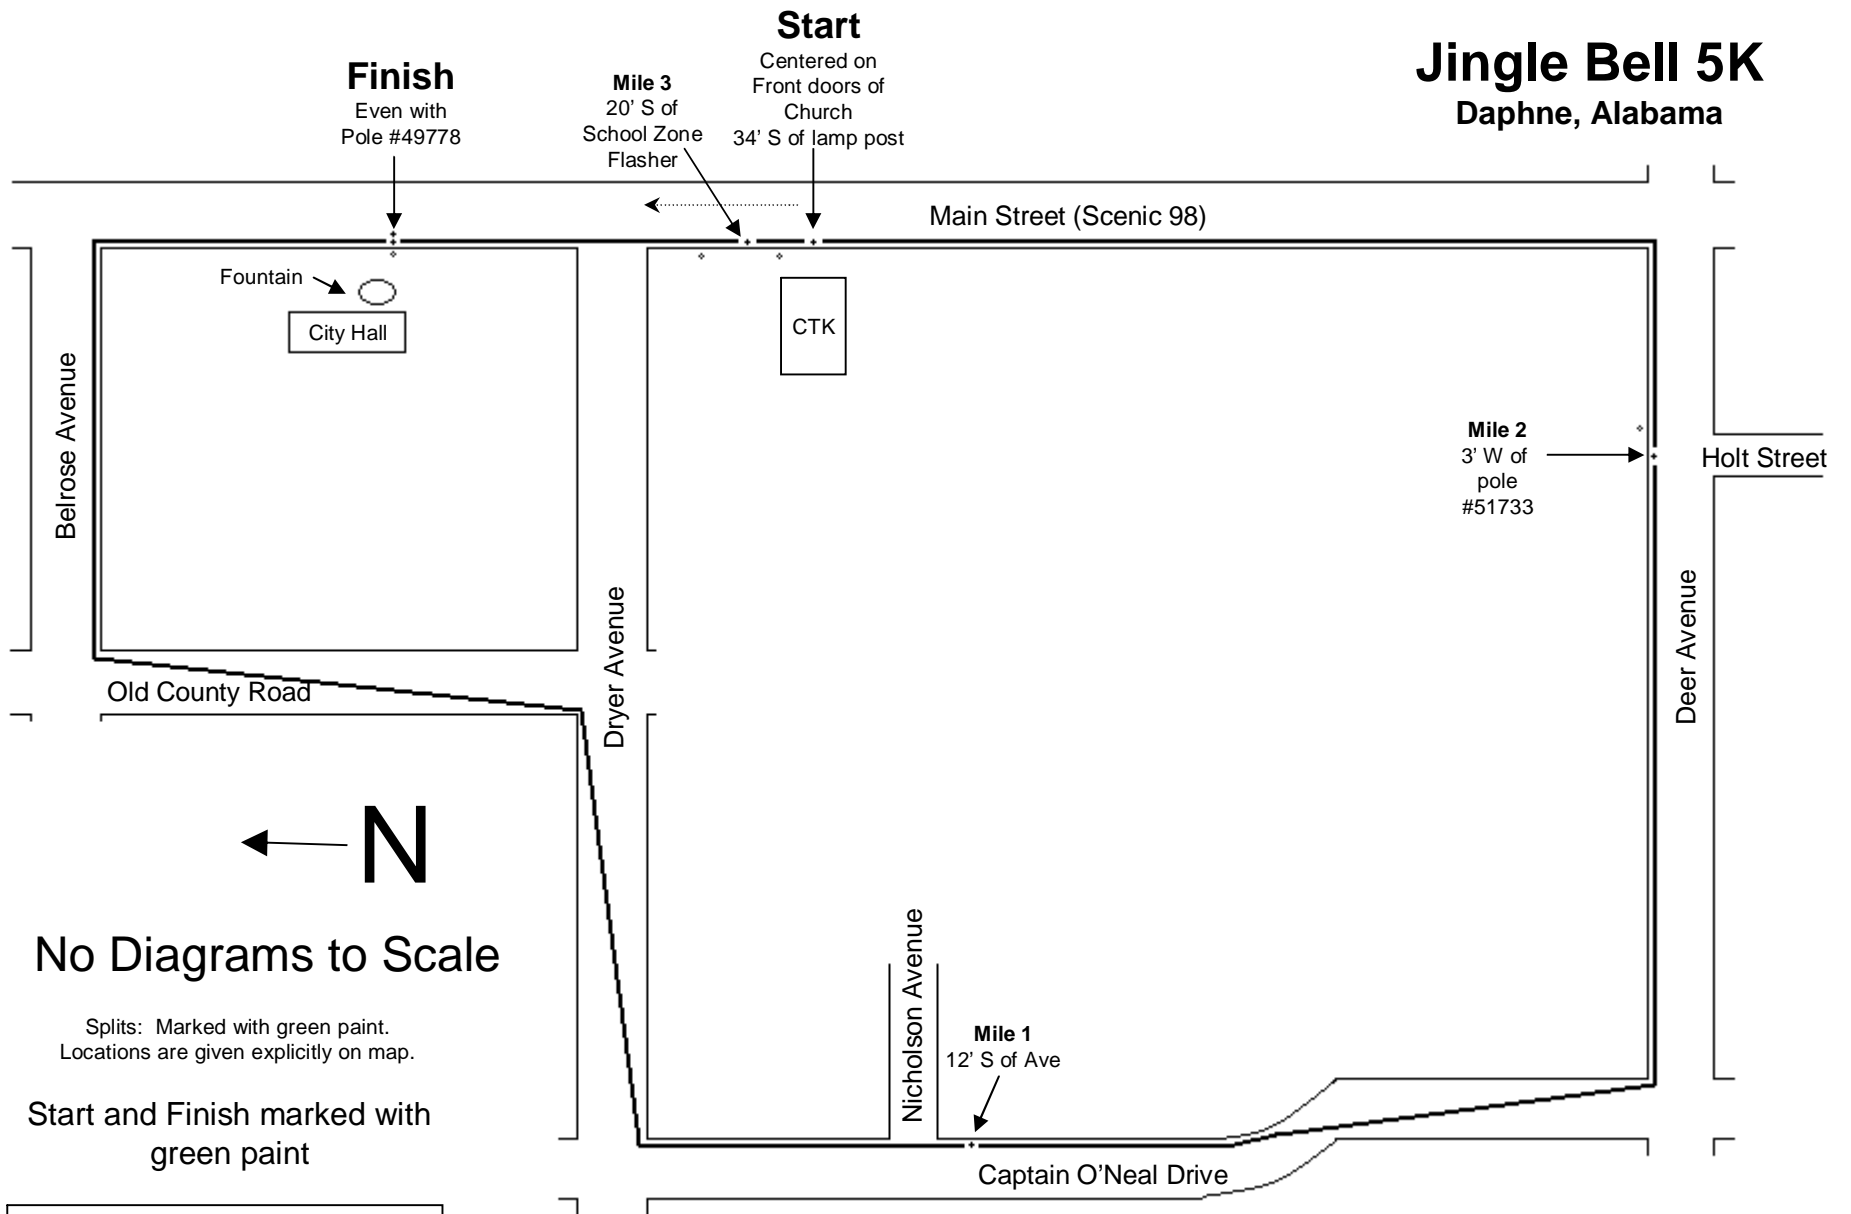 Start
Centered on
Front doors of
Church
34’ S of lamp post
Finish
Even with
Pole #49778
Mile 3
20’ S of
School Zone
Flasher
Jingle Bell 5K
Daphne, Alabama
Main Street (Scenic 98)
Fountain
City Hall
CTK
Belrose Avenue
Mile 2
3’ W of
pole
#51733
Holt Street
Dryer Avenue
Deer Avenue
Old County Road
N
No Diagrams to Scale
Splits: Marked with green paint.
Locations are given explicitly on map.
Start and Finish marked with
green paint
Nicholson Avenue
Mile 1
12’ S of Ave
Captain O’Neal Drive